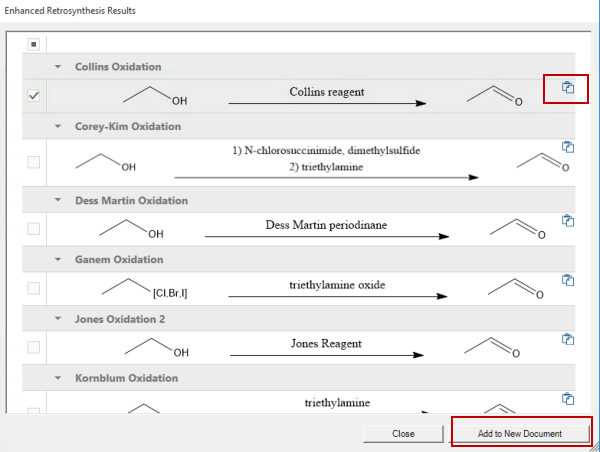 Enhanced Retrosynthesis Results
Collins Oxidation
OH
Collins reagent
O
Corey-Kim Oxidation
OH
1) N-chlorosuccinimide, dimethylsulfide
2) triethylamine
O
Dess Martin Oxidation
OH
Dess Martin periodinane
O
Ganem Oxidation
[Cl,Br,I]
triethylamine oxide
O
Jones Oxidation 2
OH
Jones Reagent
O
Kornblum Oxidation
triethylamine
Close
Add to New Document